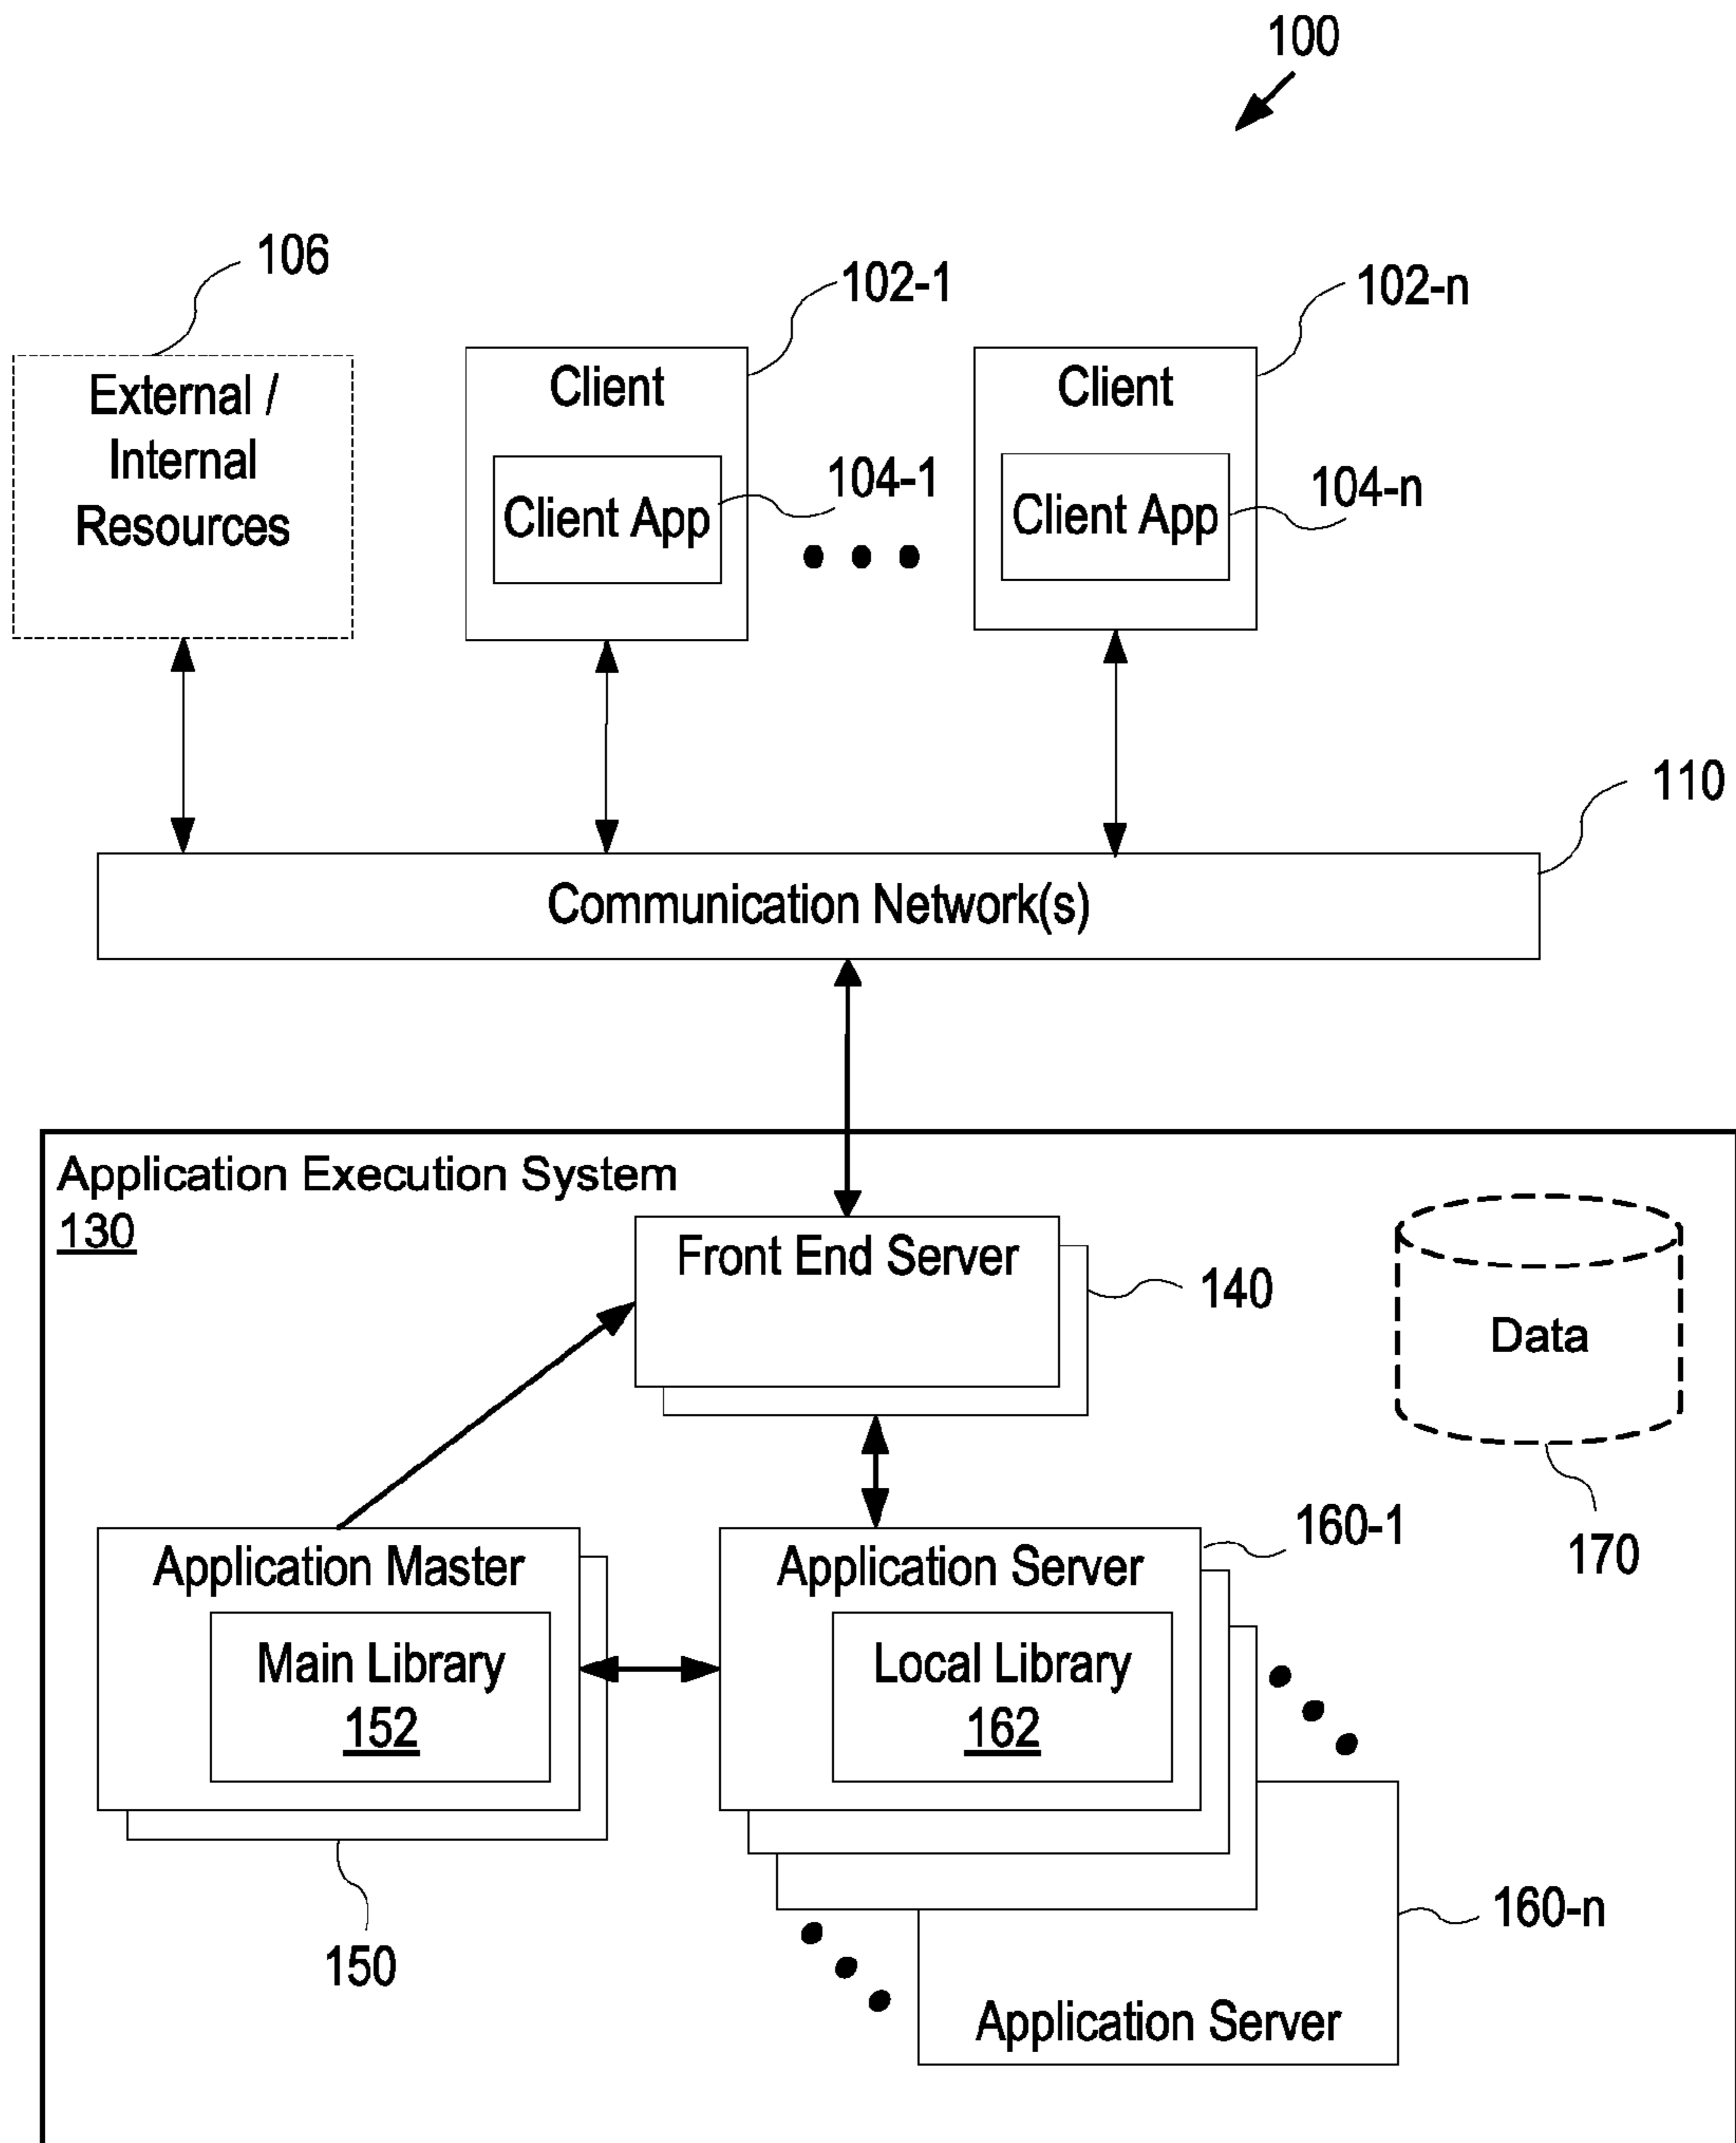 100
106
102-1
102-n
External /
Internal
Resources
Client
Client App
104-1
Client
Client App
104-n
110
Communication Network(s)
Application Execution System
130
Front End Server
140
Data
170
Application Master
Main Library
152
150
160-1
Application Server
Local Library
162
160-n
Application Server